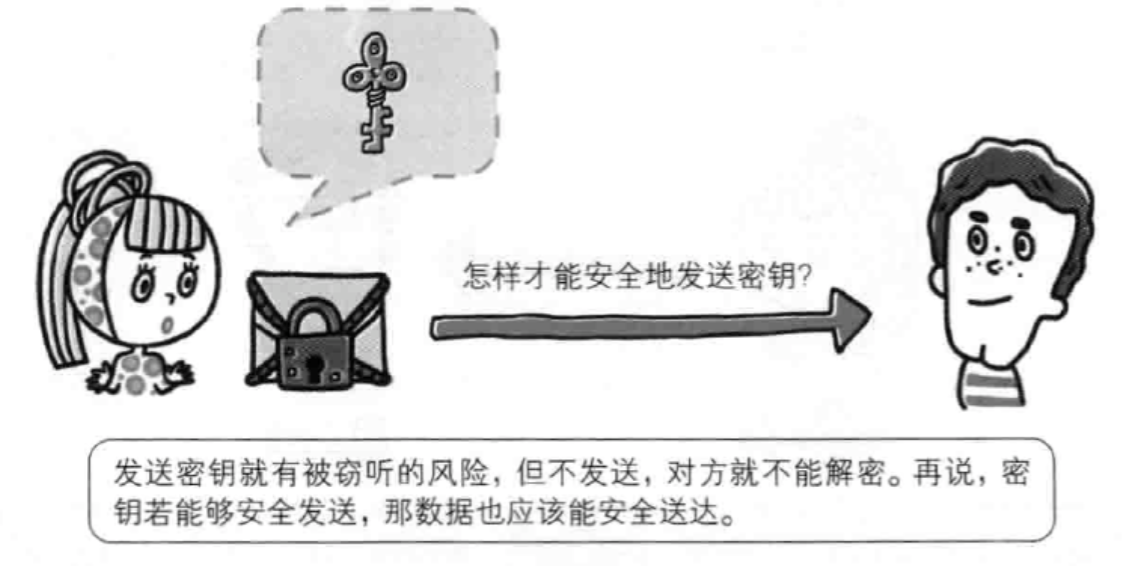 怎样才能安全地发送密钥?
发送密钥就有被窃听的风险，但不发送，对方就不能解密。再说，密
钥若能够安全发送，那数据也应该能安全送达。